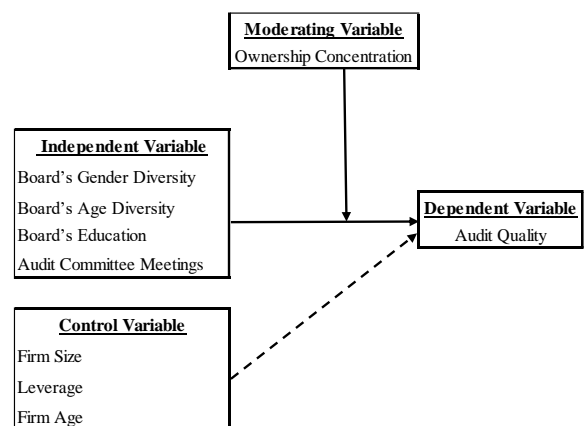 Moderating Variable
Ownership Concentration
Independent Variable
Board's Gender Diversity
Board's Age Diversity
Board's Education
Audit Committee Meetings
Dependent Variable
Audit Quality
Control Variable
Firm Size
Leverage
Firm Age